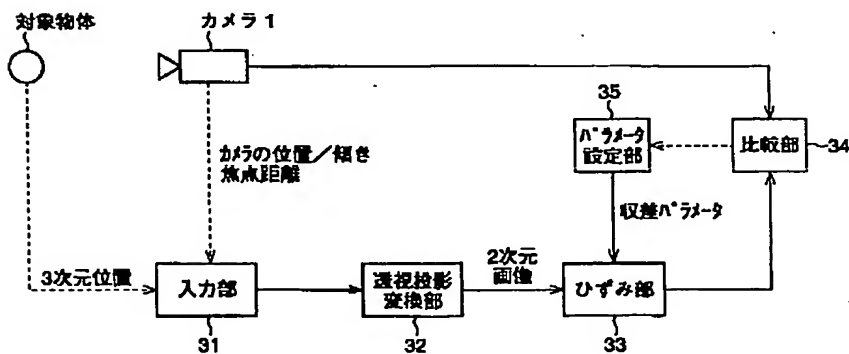 対象物体
カメラ1
35
パラメータ
設定部
比較部
34
カメラの位置/傾き
焦点距離
収差パラメータ
3次元位置
入力部
31
透視投影
変換部
32
2次元
画像
ひずみ部
33